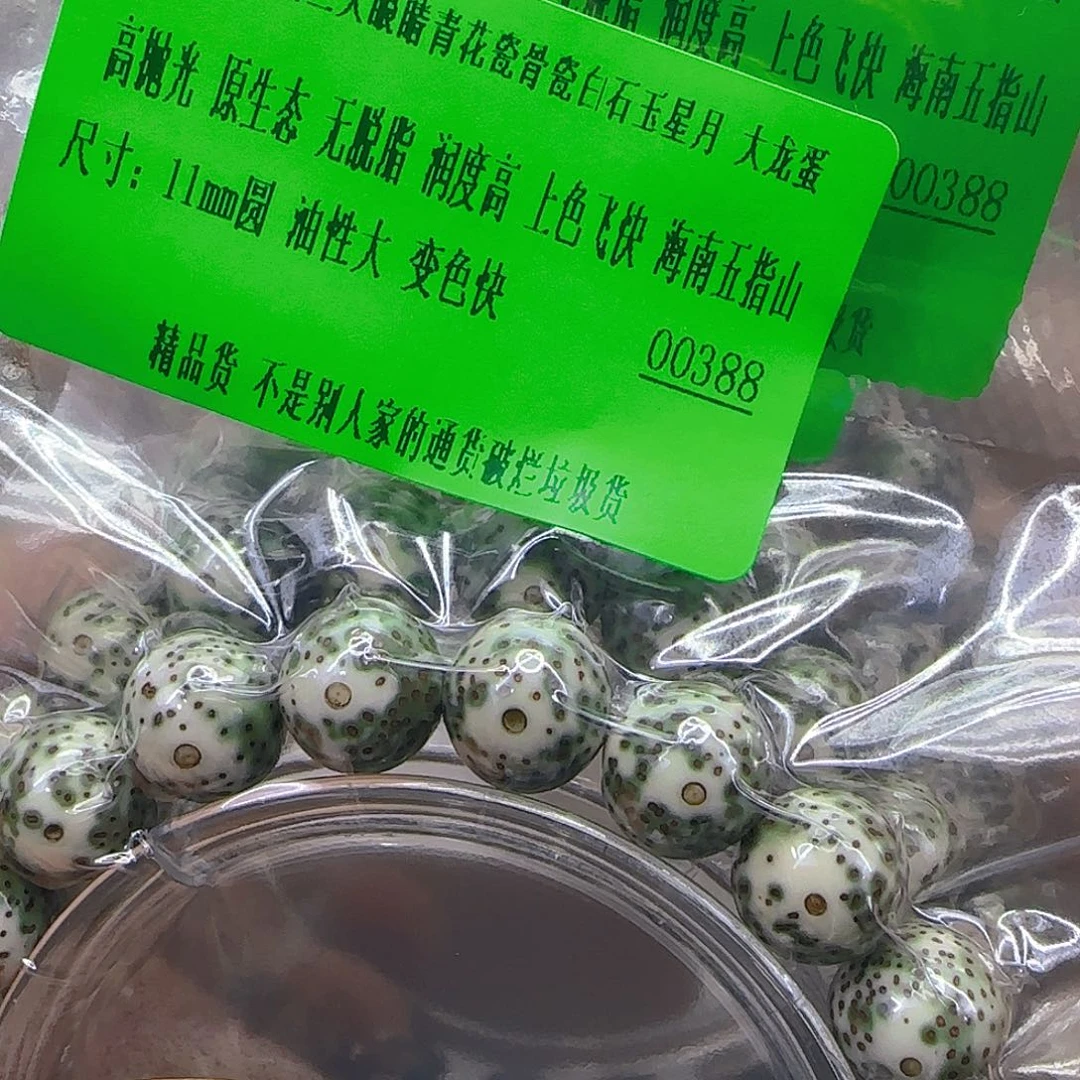 大眼睛青花瓷骨瓷白石玉星月 大龙蛋
高抛光 原生态 无脱脂 润度高 上色飞快 海南五指山
尺寸：11mm圆 油性大 变色快
00388
精品货 不是别人家的通货破烂垃圾货
润度高 上色飞快 海南五指山
00388
圾货